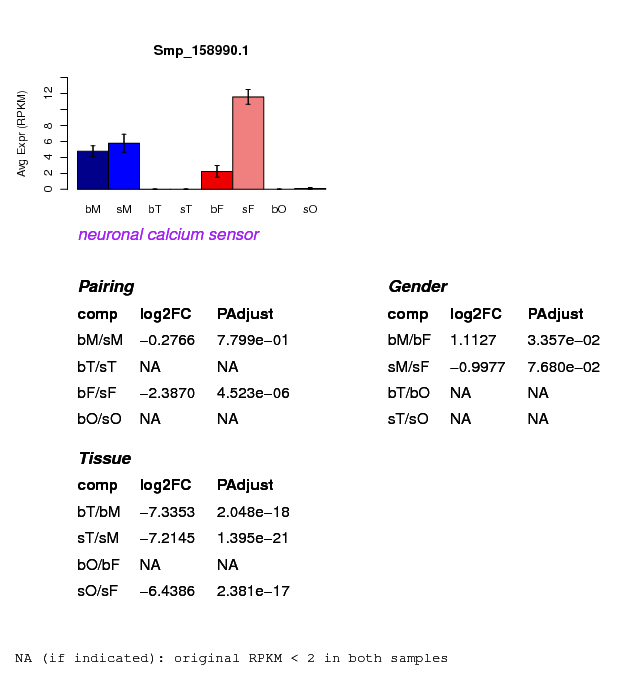 Smp_158990.1
Avg Expr (RPKM)
12
8
6
4
2
0
bM sM bT sT bF sF bO sO
neuronal calcium sensor
Pairing
comp log2FC PAdjust
bM/sM −0.2766 7.799e−01
bT/sT NA NA
bF/sF −2.3870 4.523e−06
bO/sO NA NA
Gender
comp log2FC PAdjust
bM/bF 1.1127 3.357e−02
sM/sF −0.9977 7.680e−02
bT/bO NA NA
sT/sO NA NA
Tissue
comp log2FC PAdjust
bT/bM −7.3353 2.048e−18
sT/sM −7.2145 1.395e−21
bO/bF NA NA
sO/sF −6.4386 2.381e−17
NA (if indicated): original RPKM < 2 in both samples